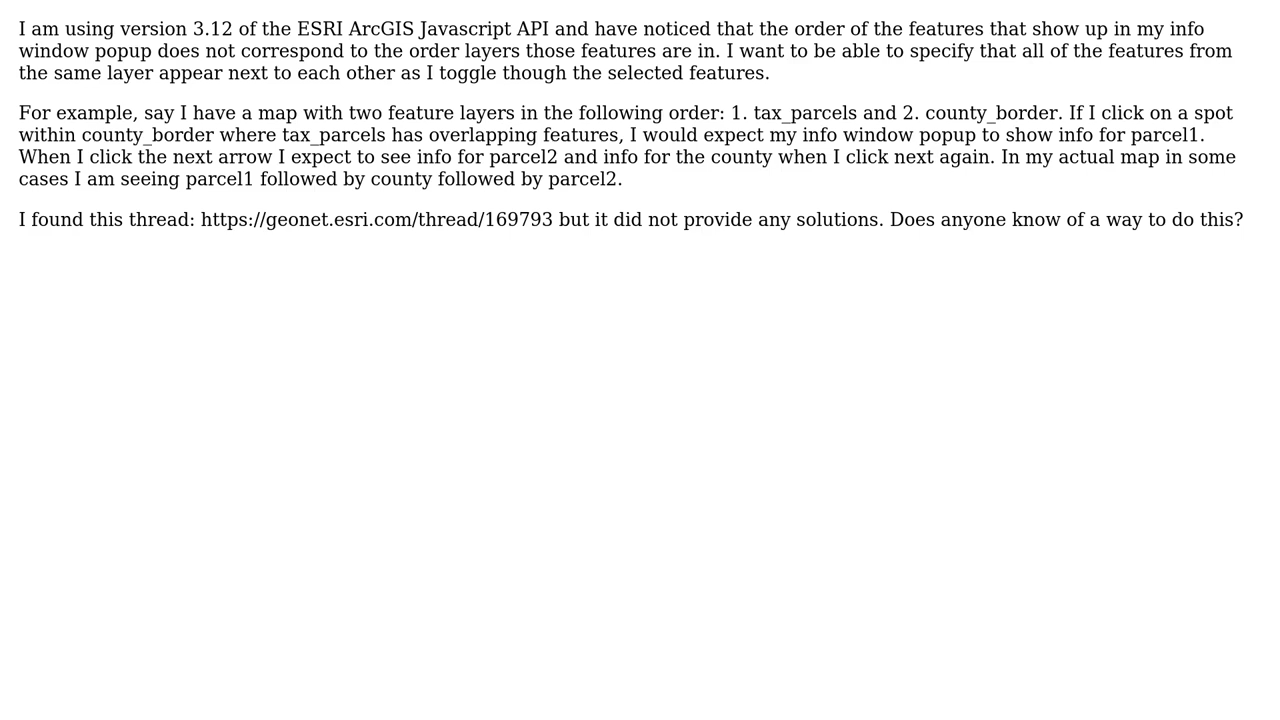 I am using version 3.12 of the ESRI ArcGIS Javascript API and have noticed that the order of the features that show up in my info
window popup does not correspond to the order layers those features are in. I want to be able to specify that all of the features from
the same layer appear next to each other as I toggle though the selected features.
For example, say I have a map with two feature layers in the following order: 1. tax_parcels and 2. county_border. If I click on a spot
within county_border where tax_parcels has overlapping features, I would expect my info window popup to show info for parcel1.
When I click the next arrow I expect to see info for parcel2 and info for the county when I click next again. In my actual map in some
cases I am seeing parcel1 followed by county followed by parcel2.
I found this thread: https://geonet.esri.com/thread/169793 but it did not provide any solutions. Does anyone know of a way to do this?